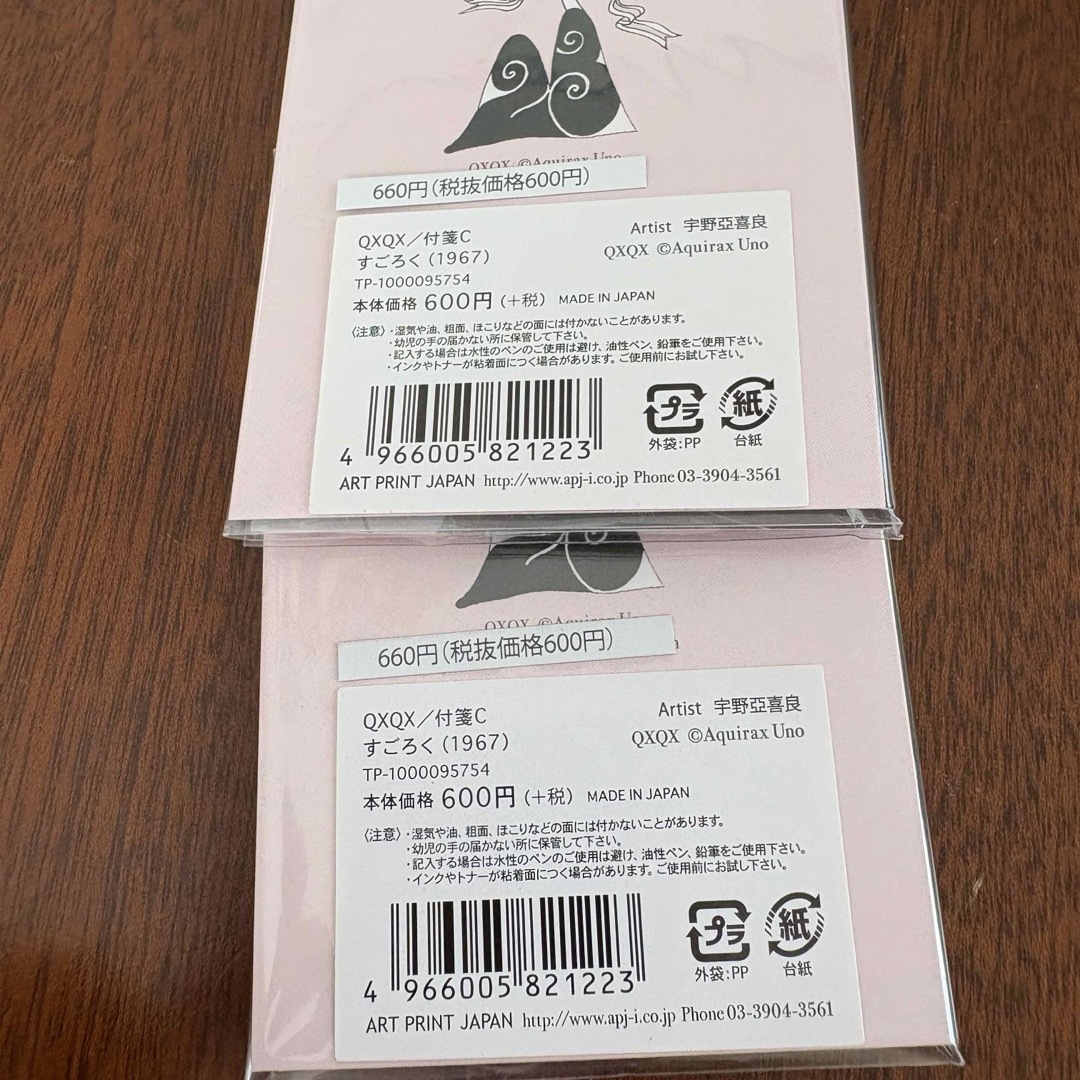 QXQX ©Aquirax Uno
660円(税抜価格600円)
QXQX/付箋C
すごろく(1967)
TP-1000095754
本体価格 600円(+税) MADE IN JAPAN
Artist 宇野亞喜良
QXQX ©Aquirax Uno
〈注意〉・湿気や油、粗面、ほこりなどの面には付かないことがあります。
・幼児の手の届かない所に保管して下さい。
・記入する場合は水性のペンのご使用は避け、油性ペン、鉛筆をご使用下さい。
・インクやトナーが粘着面につく場合があります。ご使用前にお試し下さい。
4 966005 821223
プラ
外袋:PP
紙
台紙
ART PRINT JAPAN http://www.apj-i.co.jp Phone 03-3904-3561
QXQX ©Aquirax Uno
660円(税抜価格600円)
QXQX/付箋C
すごろく(1967)
TP-1000095754
本体価格 600円(+税) MADE IN JAPAN
Artist 宇野亞喜良
QXQX ©Aquirax Uno
〈注意〉・湿気や油、粗面、ほこりなどの面には付かないことがあります。
・幼児の手の届かない所に保管して下さい。
・記入する場合は水性のペンのご使用は避け、油性ペン、鉛筆をご使用下さい。
・インクやトナーが粘着面につく場合があります。ご使用前にお試し下さい。
4 966005 821223
プラ
外袋:PP
紙
台紙
ART PRINT JAPAN http://www.apj-i.co.jp Phone 03-3904-3561